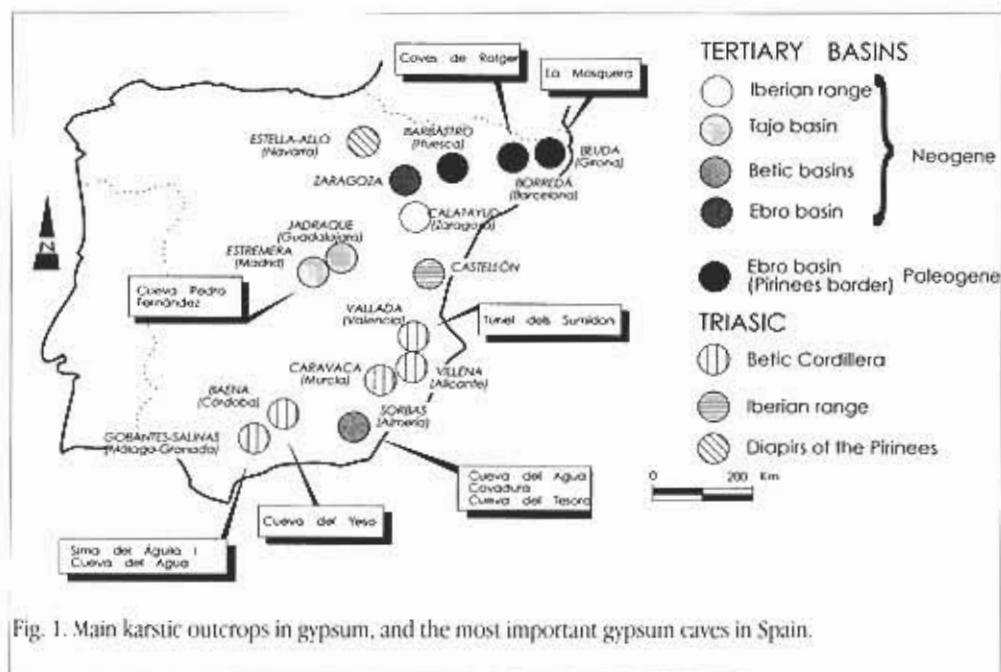 Coves de Rotger
La Mosquera
ESTELLA-ALLO
(Navarra)
BARBASTRO
(Huesca)
BEUDA
(Girona)
ZARAGOZA
BORREDÁ
(Barcelona)
CALATAYUD
(Zaragoza)
JADRAQUE
(Guadalajara)
ESTREMERA
(Madrid)
CASTELLÓN
Cueva Pedro
Fernández
VALLADA
(Valencia)
Tunel dels Sumidors
CARAVACA
(Murcia)
VILLENA
(Alicante)
BAENA
(Córdoba)
SORBAS
(Almería)
GOBANTES-SALINAS
(Málaga-Granada)
Cueva del Agua
Covadura
Cueva del Tesoro
Cueva del Yeso
Sima del Águila I
Cueva del Agua
N
TERTIARY BASINS
Iberian range
Tajo basin
Betic basins
Ebro basin
Neogene
Ebro basin
(Pirinees border)
Paleogene
TRIASIC
Betic Cordillera
Iberian range
Diapirs of the Pirinees
0 200 Km
Fig. 1. Main karstic outcrops in gypsum, and the most important gypsum caves in Spain.